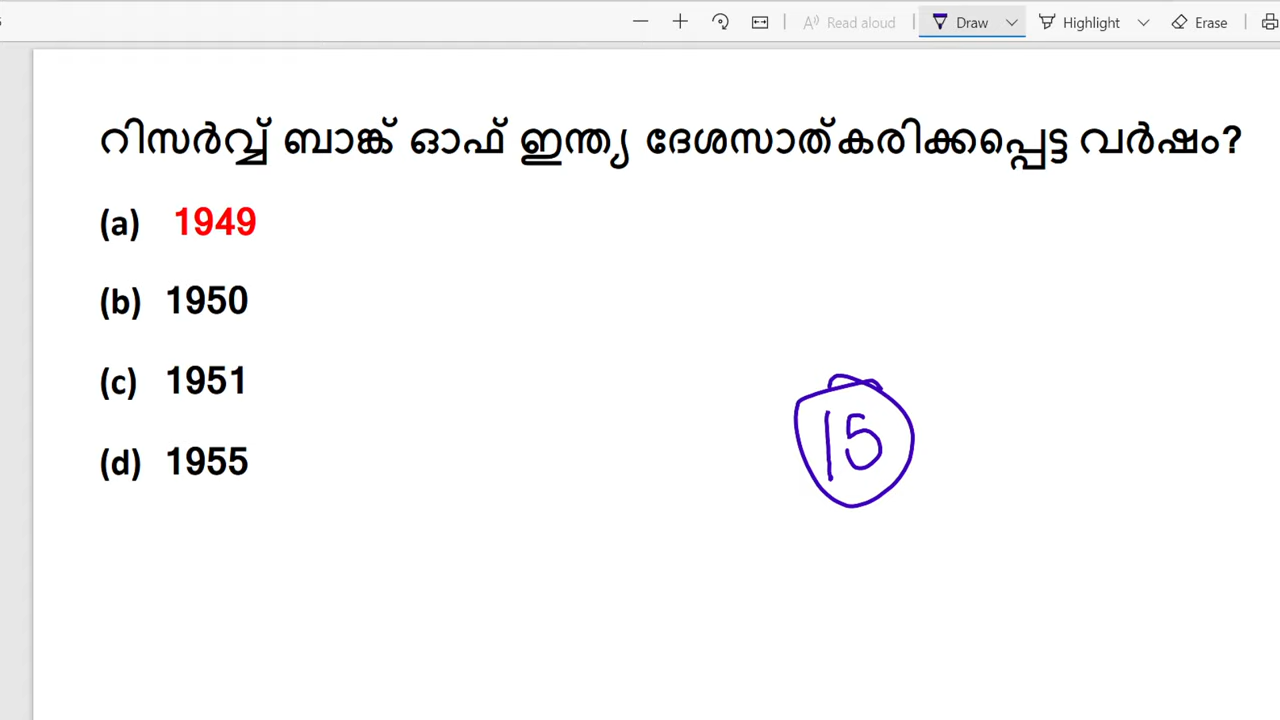 Read aloud Draw Highlight Erase
റിസർവ്വ് ബാങ്ക് ഓഫ് ഇന്ത്യ ദേശസാത്കരിക്കപ്പെട്ട വർഷം?
(a) 1949
(b) 1950
(c) 1951
15
(d) 1955